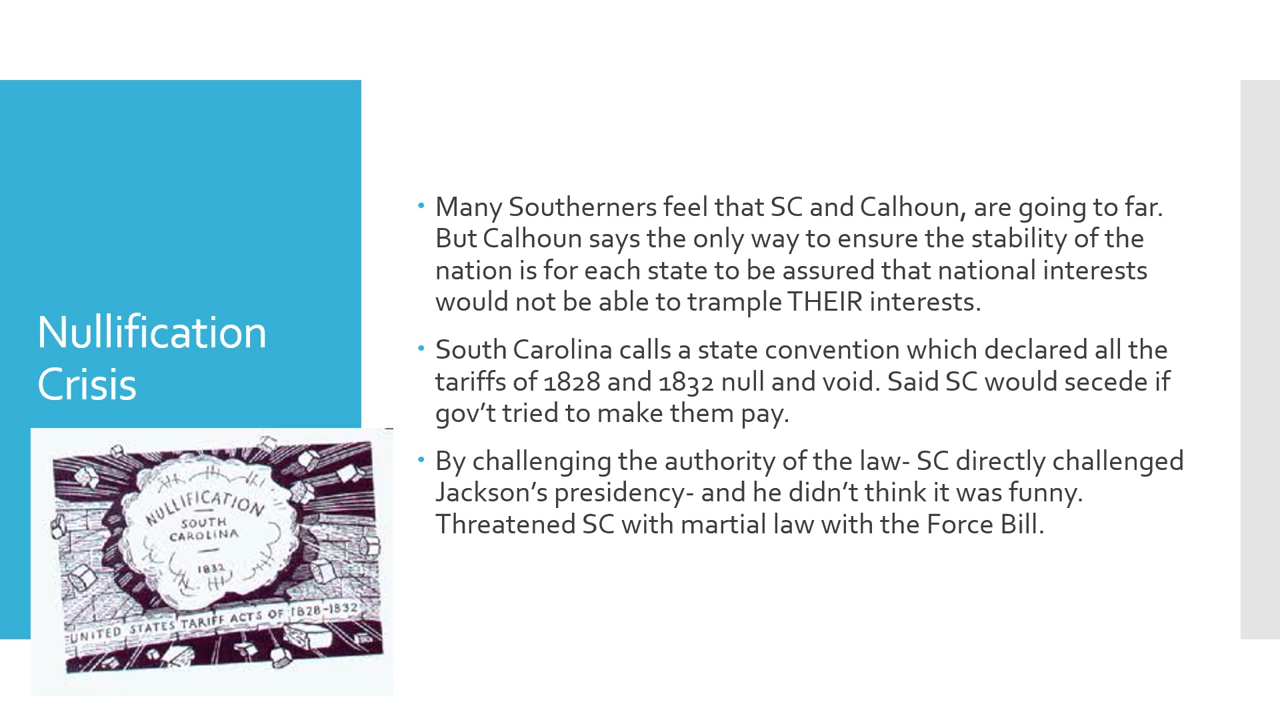 Nullification
Crisis
• Many Southerners feel that SC and Calhoun, are going to far.
But Calhoun says the only way to ensure the stability of the
nation is for each state to be assured that national interests
would not be able to trample THEIR interests.
• South Carolina calls a state convention which declared all the
tariffs of 1828 and 1832 null and void. Said SC would secede if
gov’t tried to make them pay.
• By challenging the authority of the law- SC directly challenged
Jackson’s presidency- and he didn’t think it was funny.
Threatened SC with martial law with the Force Bill.
NULLIFICATION
SOUTH
CAROLINA
1832
UNITED STATES TARIFF ACTS OF 1828-1832